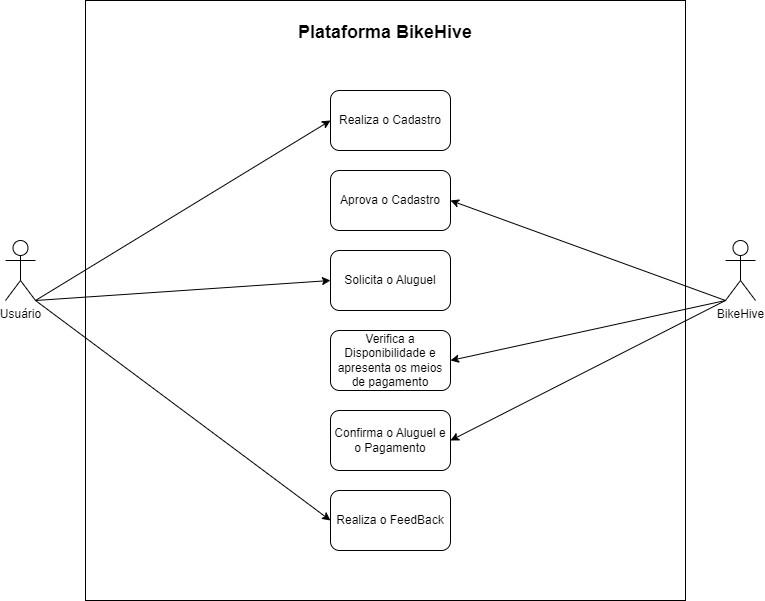 Plataforma BikeHive
Realiza o Cadastro
Aprova o Cadastro
Solicita o Aluguel
Usuário
BikeHive
Verifica a
Disponibilidade e
apresenta os meios
de pagamento
Confirma o Aluguel e
o Pagamento
Realiza o FeedBack